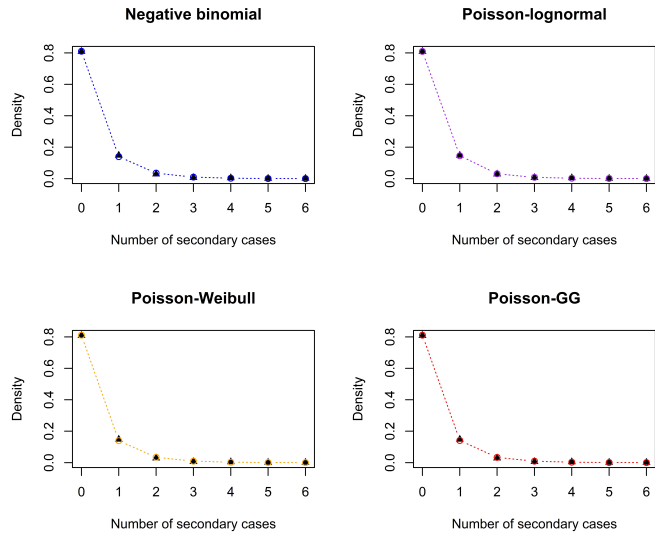 Negative binomial
Density
0.0 0.2 0.4 0.6 0.8
0 1 2 3 4 5 6
Number of secondary cases
Poisson-lognormal
Density
0.0 0.2 0.4 0.6 0.8
0 1 2 3 4 5 6
Number of secondary cases
Poisson-Weibull
Density
0.0 0.2 0.4 0.6 0.8
0 1 2 3 4 5 6
Number of secondary cases
Poisson-GG
Density
0.0 0.2 0.4 0.6 0.8
0 1 2 3 4 5 6
Number of secondary cases